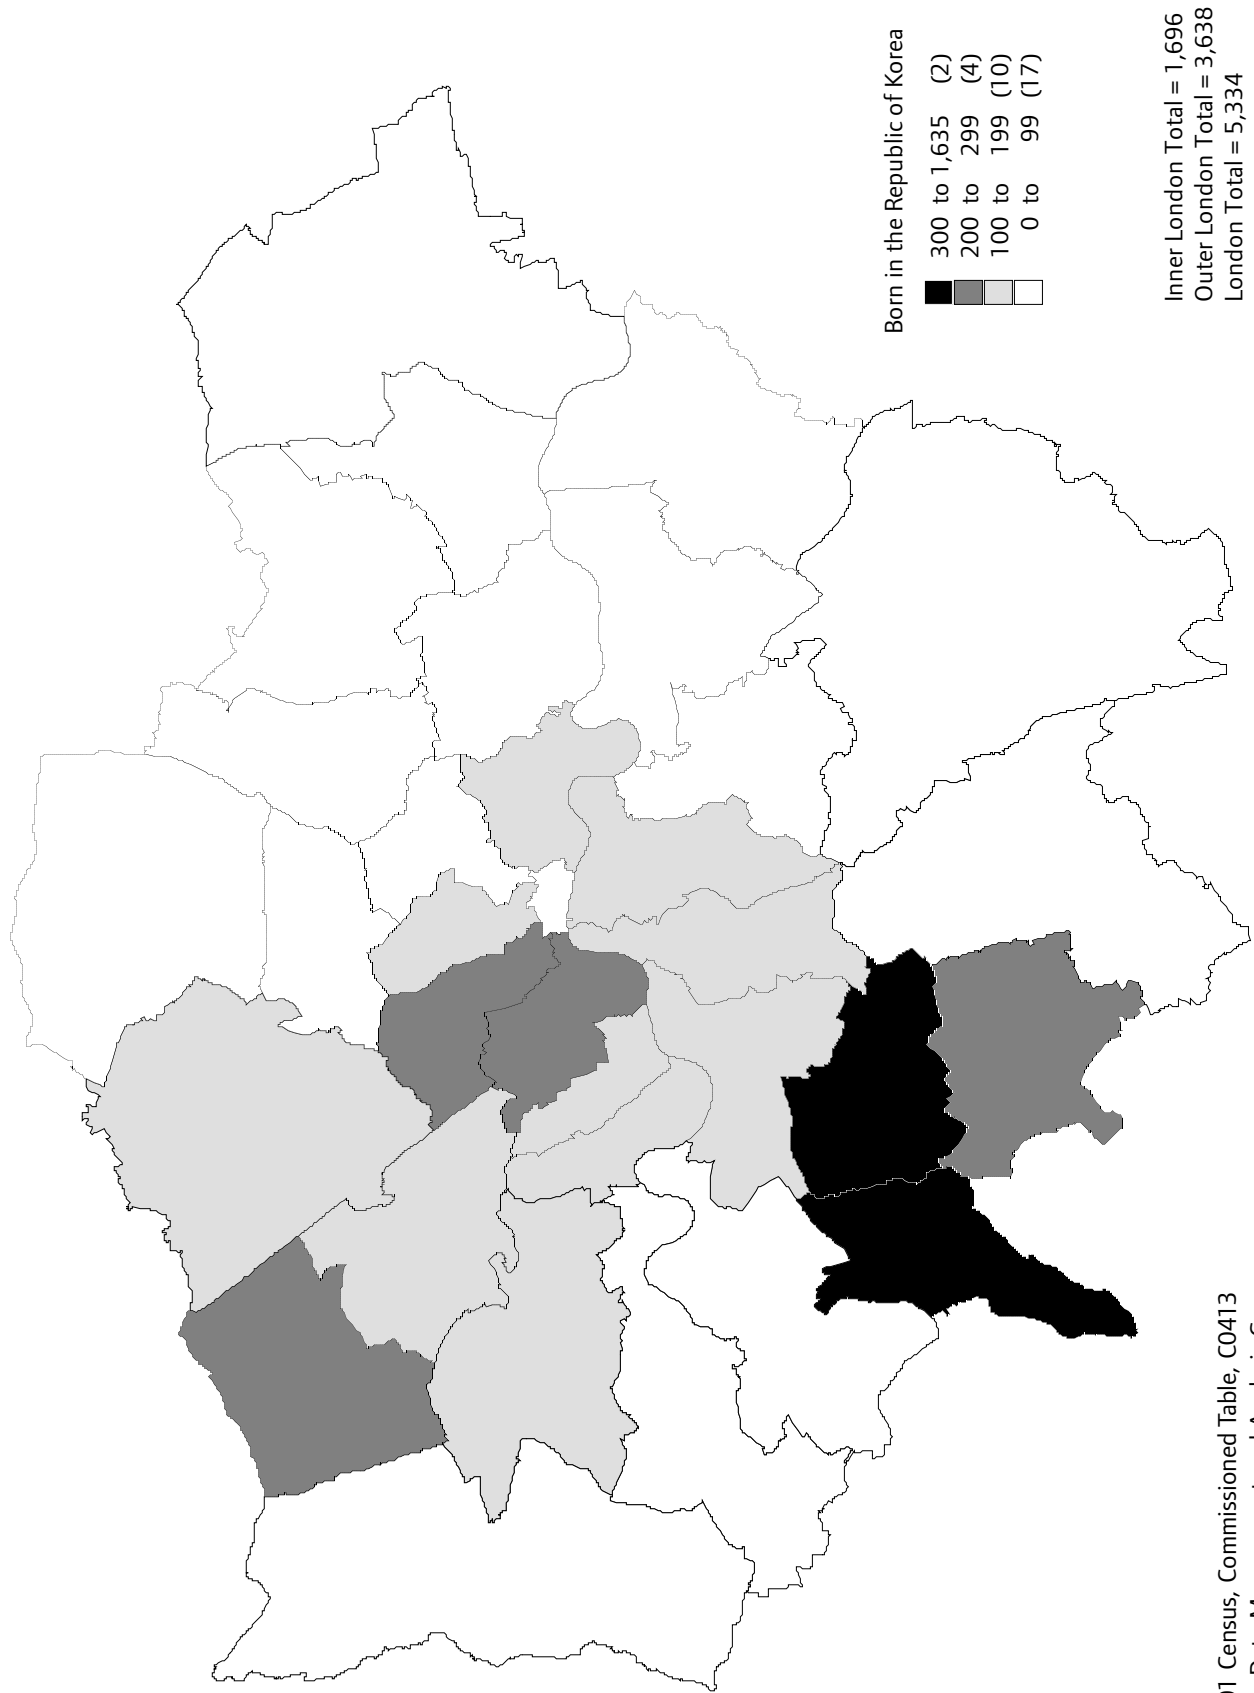 Born in the Republic of Korea
300 to 1,635 (2)
200 to 299 (4)
100 to 199 (10)
0 to 99 (17)
Inner London Total = 1,696
Outer London Total = 3,638
London Total = 5,334
Census, Commissioned Table, C0413